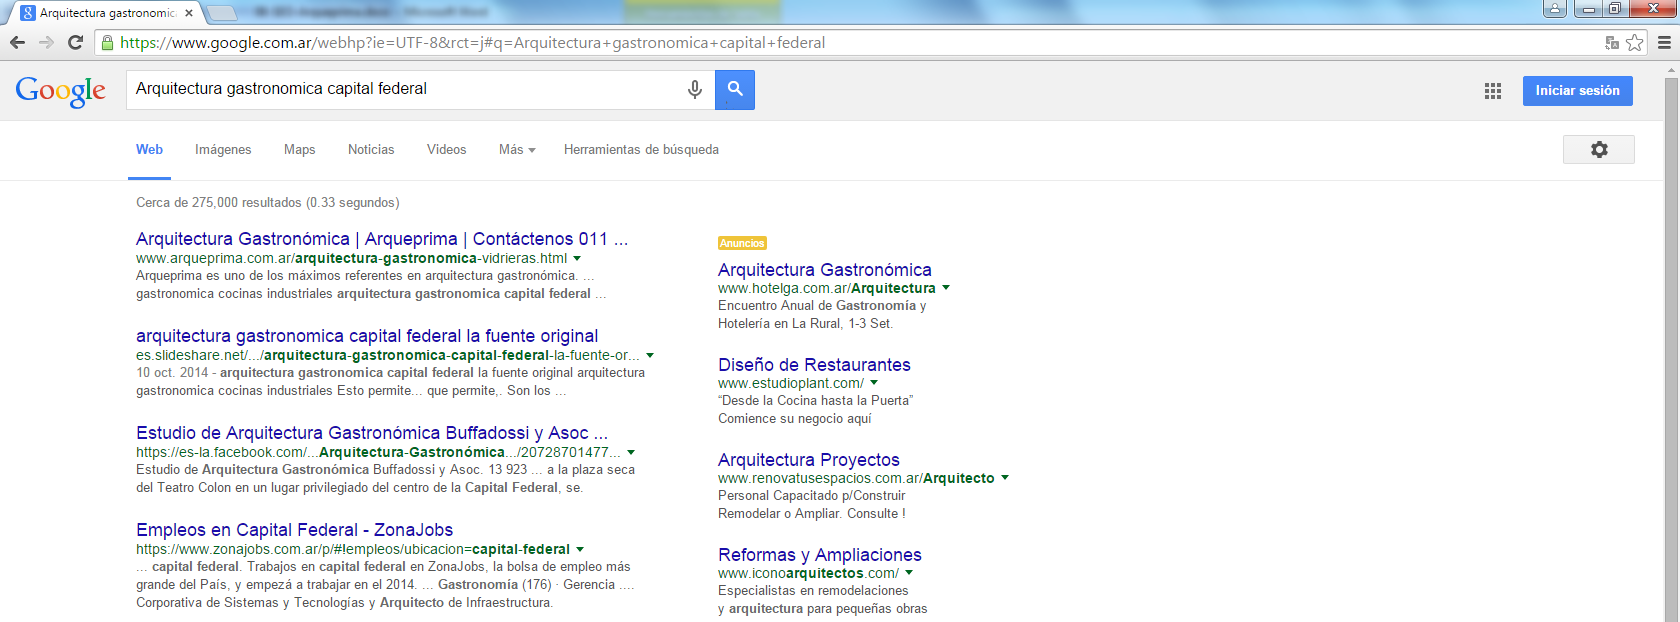 Arquitectura gastronomic
https://www.google.com.ar/webhp?ie=UTF-8&rct=j#q=Arquitectura+gastronomica+capital+federal
Google
Arquitectura gastronomica capital federal
Iniciar sesión
Web Imágenes Maps Noticias Videos Más Herramientas de búsqueda
Cerca de 275,000 resultados (0.33 segundos)
Arquitectura Gastronómica | Arqueprima | Contáctenos 011 ...
www.arqueprima.com.ar/arquitectura-gastronomica-vidrieras.html
Arqueprima es uno de los máximos referentes en arquitectura gastronómica. ...
gastronomica cocinas industriales arquitectura gastronomica capital federal ...
arquitectura gastronomica capital federal la fuente original
es.slideshare.net/.../arquitectura-gastronomica-capital-federal-la-fuente-or...
10 oct. 2014 - arquitectura gastronomica capital federal la fuente original arquitectura
gastronomica cocinas industriales Esto permite... que permite,. Son los ...
Estudio de Arquitectura Gastronómica Buffadossi y Asoc ...
https://es-la.facebook.com/...Arquitectura-Gastronómica.../20728701477...
Estudio de Arquitectura Gastronómica Buffadossi y Asoc. 13 923 ... a la plaza seca
del Teatro Colon en un lugar privilegiado del centro de la Capital Federal, se.
Empleos en Capital Federal - ZonaJobs
https://www.zonajobs.com.ar/p/#!empleos/ubicacion=capital-federal
... capital federal. Trabajos en capital federal en ZonaJobs, la bolsa de empleo más
grande del País, y empezá a trabajar en el 2014. ... Gastronomía (176) · Gerencia ....
Corporativa de Sistemas y Tecnologías y Arquitecto de Infraestructura.
Anuncios
Arquitectura Gastronómica
www.hotelga.com.ar/Arquitectura
Encuentro Anual de Gastronomía y
Hotelería en La Rural, 1-3 Set.
Diseño de Restaurantes
www.estudioplant.com/
“Desde la Cocina hasta la Puerta”
Comience su negocio aquí
Arquitectura Proyectos
www.renovatusespacios.com.ar/Arquitecto
Personal Capacitado p/Construir
Remodelar o Ampliar. Consulte !
Reformas y Ampliaciones
www.iconoarquitectos.com/
Especialistas en remodelaciones
y arquitectura para pequeñas obras